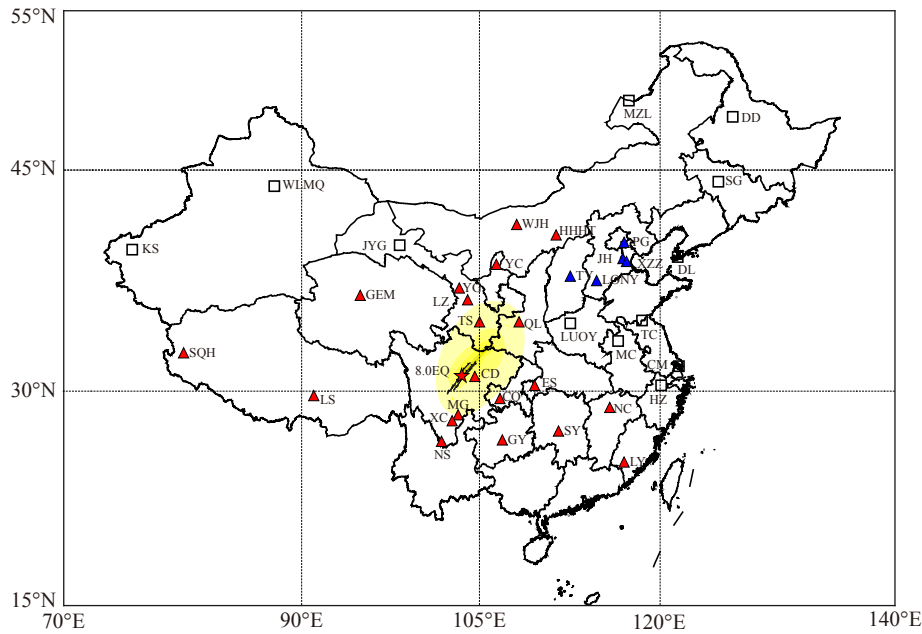 55°N
MZL
DD
45°N
WLMQ
SG
WJH
HHHT
PG
KS
JYG
JH
XZZ
YC
DL
TY
LONY
YC
GEM
LZ
TS
QL
LUOY
TC
MC
SQH
CM
8.0EQ
CD
30°N
ES
HZ
LS
CQ
MG
NC
XC
SY
GY
NS
LY
15°N
70°E
90°E
105°E
120°E
140°E